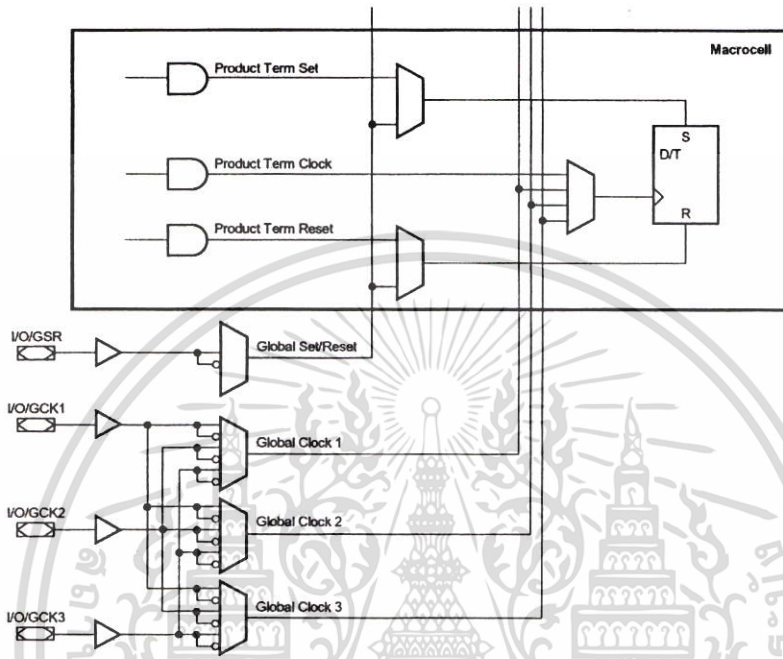 Macrocell
Product Term Set
S
D/T
Product Term Clock
Product Term Reset
R
I/O/GSR
Global Set/Reset
I/O/GCK1
Global Clock 1
I/O/GCK2
Global Clock 2
I/O/GCK3
Global Clock 3